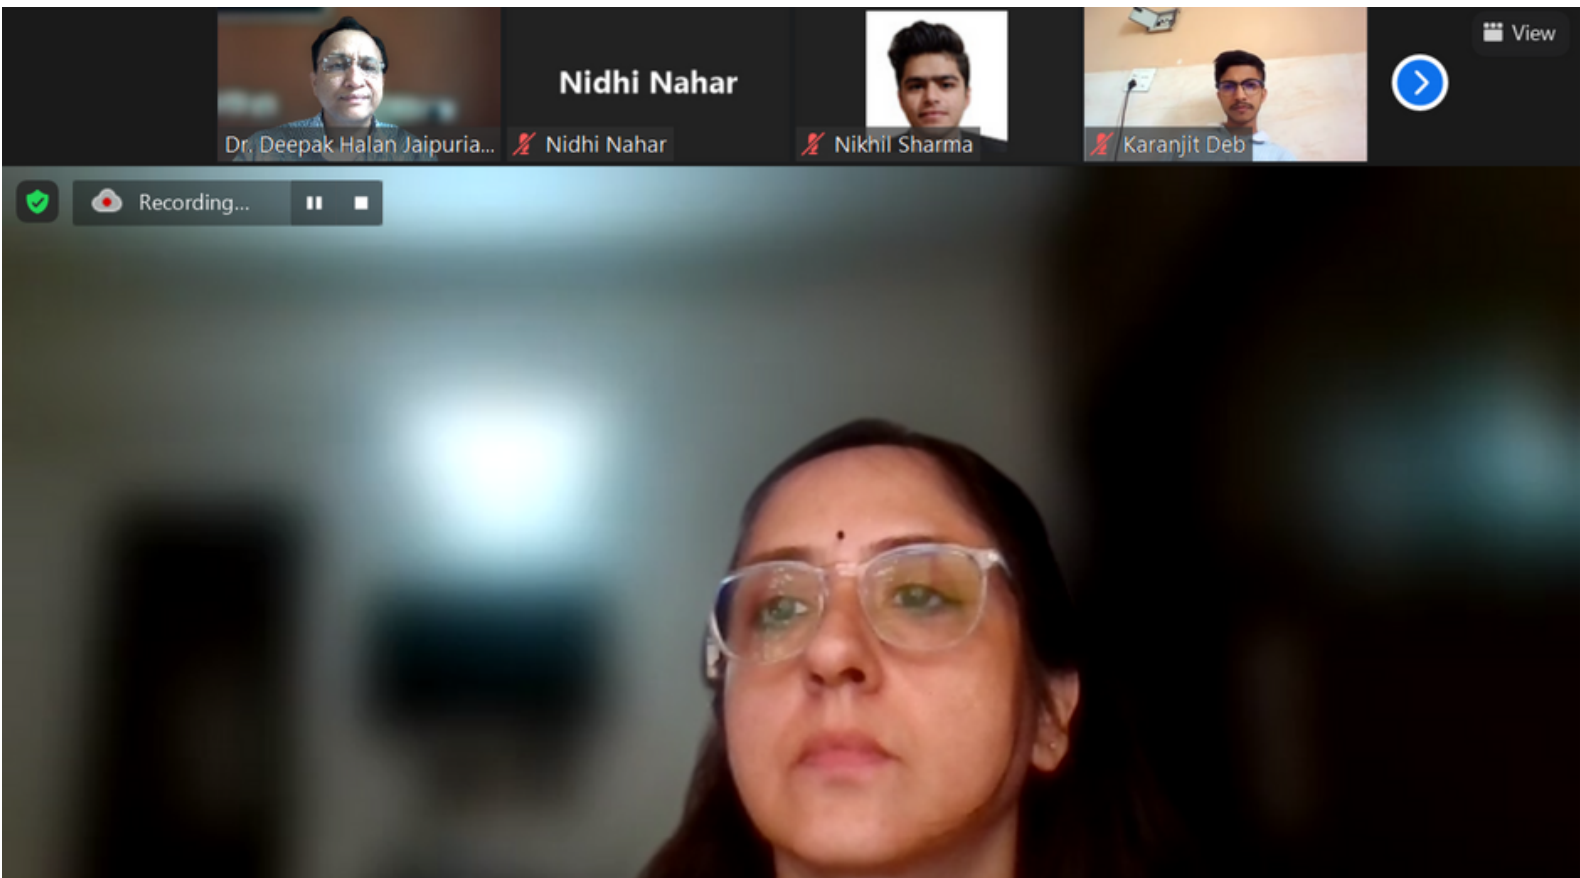 View
Nidhi Nahar
Dr. Deepak Halan Jaipuria...
Nidhi Nahar
Nikhil Sharma
Karanjit Deb
Recording...